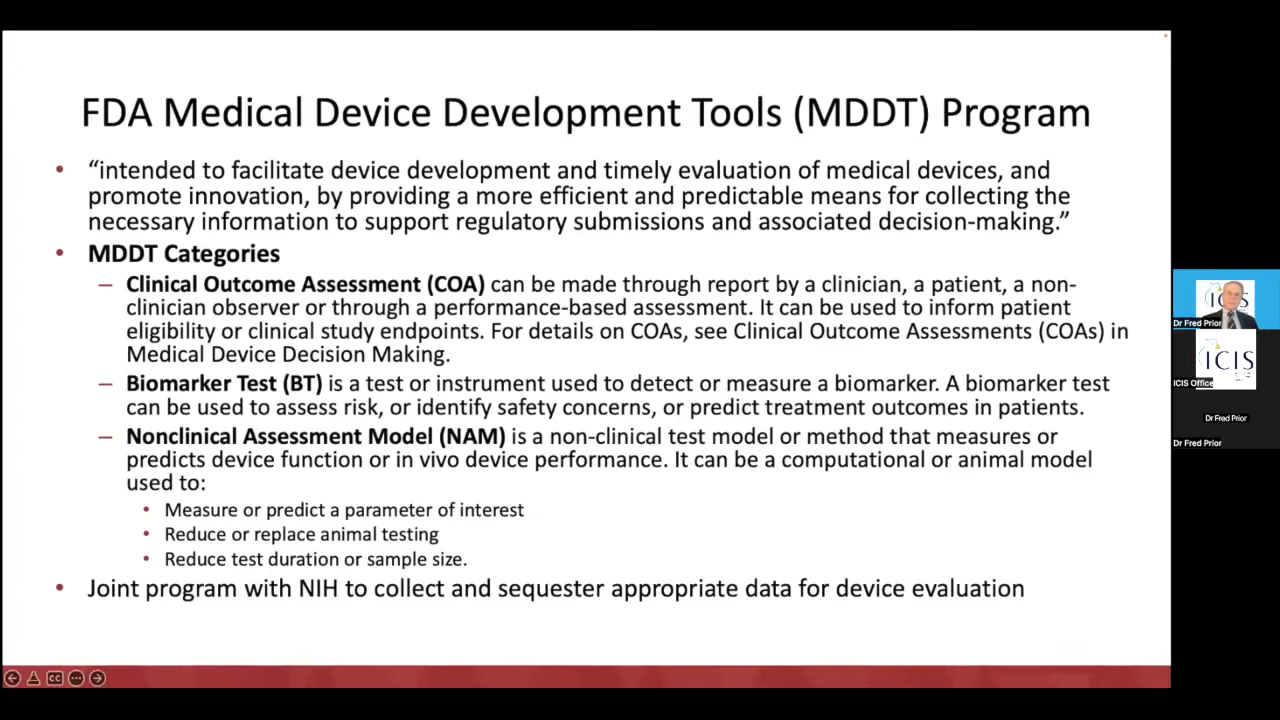 FDA Medical Device Development Tools (MDDT) Program
• “intended to facilitate device development and timely evaluation of medical devices, and
promote innovation, by providing a more efficient and predictable means for collecting the
necessary information to support regulatory submissions and associated decision-making.”
• MDDT Categories
– Clinical Outcome Assessment (COA) can be made through report by a clinician, a patient, a non-
clinician observer or through a performance-based assessment. It can be used to inform patient
eligibility or clinical study endpoints. For details on COAs, see Clinical Outcome Assessments (COAs) in
Medical Device Decision Making.
– Biomarker Test (BT) is a test or instrument used to detect or measure a biomarker. A biomarker test
can be used to assess risk, or identify safety concerns, or predict treatment outcomes in patients.
– Nonclinical Assessment Model (NAM) is a non-clinical test model or method that measures or
predicts device function or in vivo device performance. It can be a computational or animal model
used to:
• Measure or predict a parameter of interest
• Reduce or replace animal testing
• Reduce test duration or sample size.
• Joint program with NIH to collect and sequester appropriate data for device evaluation
CC
Dr Fred Prior
ICIS
ICIS Office
Dr Fred Prior
Dr Fred Prior